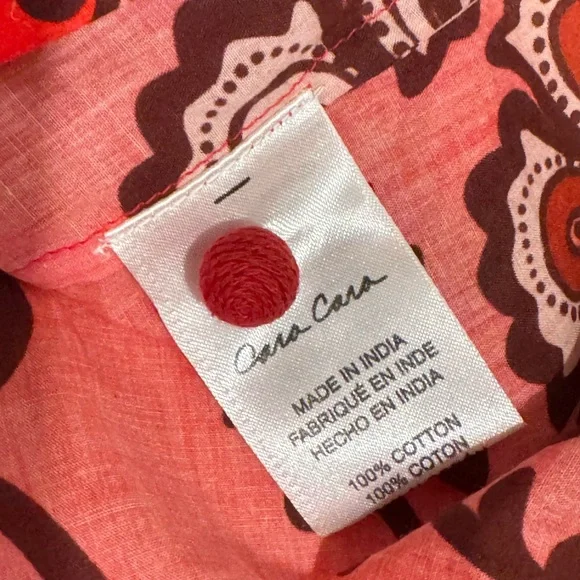 Cara Cara
MADE IN INDIA
FABRIQUÉ EN INDE
HECHO EN INDIA
100% COTTON
100% COTON